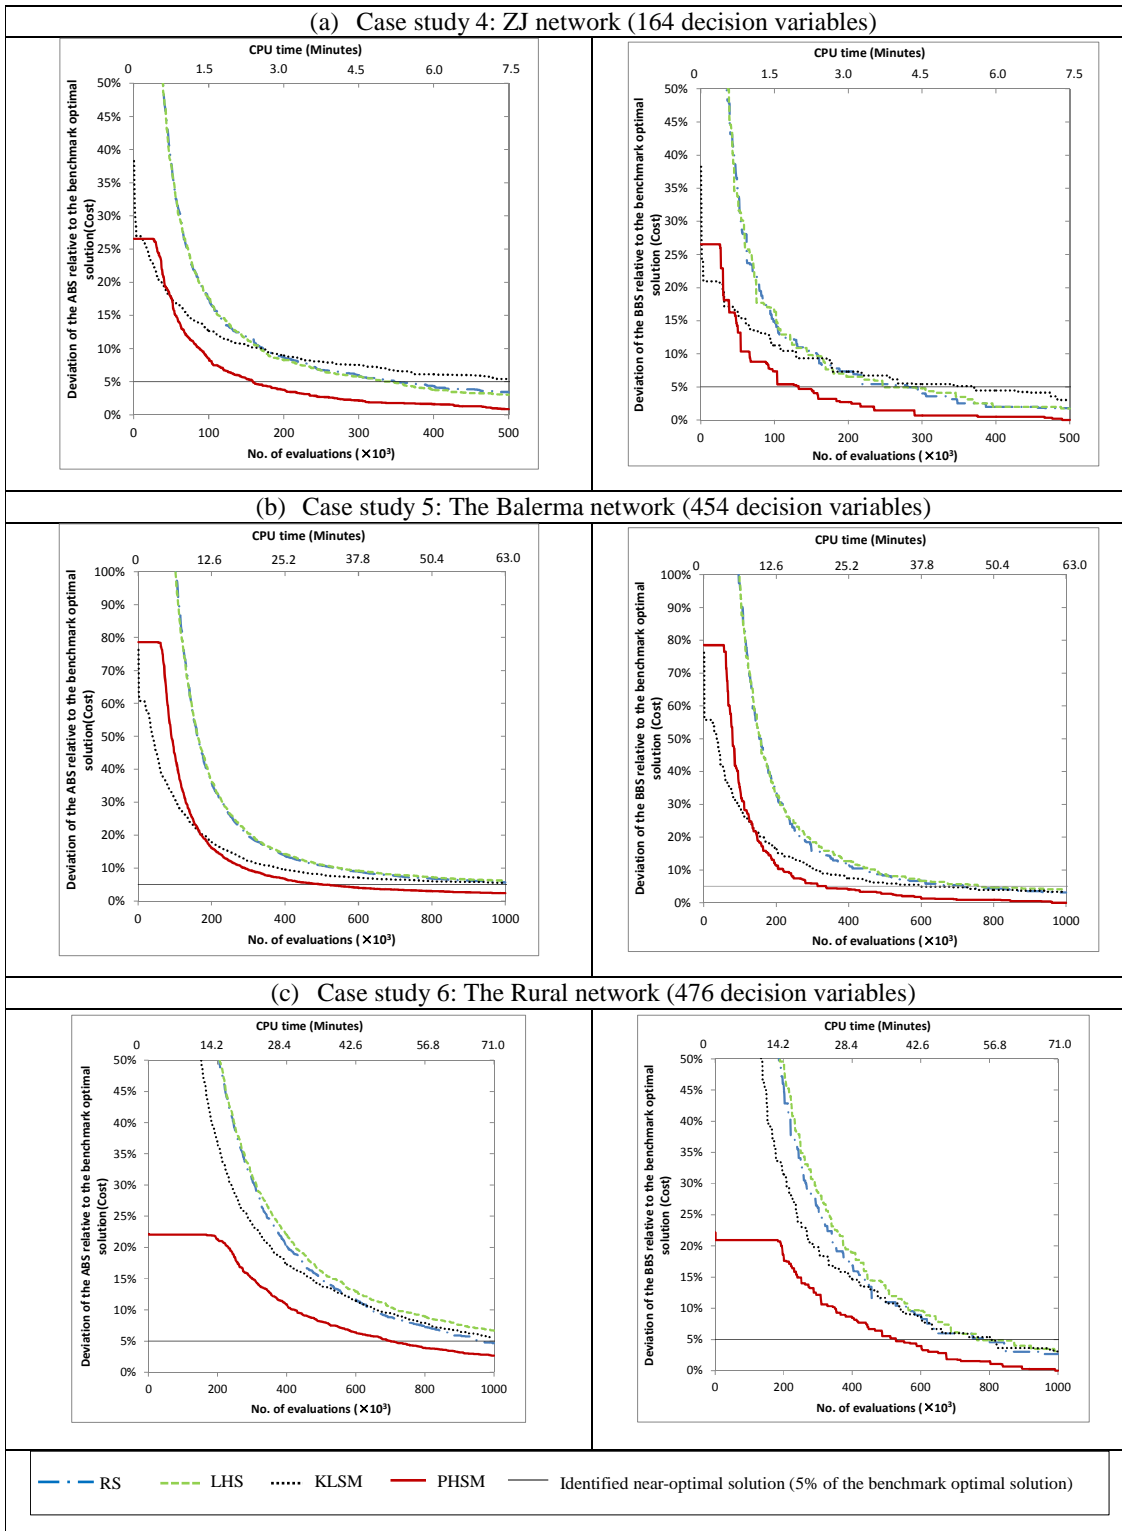 (a) Case study 4: ZJ network (164 decision variables)
CPU time (Minutes)
0 1.5 3.0 4.5 6.0 7.5
Deviation of the ABS relative to the benchmark optimal
solution(Cost)
50%
45%
40%
35%
30%
25%
20%
15%
10%
5%
0%
0 100 200 300 400 500
No. of evaluations (×10³)
CPU time (Minutes)
0 1.5 3.0 4.5 6.0 7.5
Deviation of the BBS relative to the benchmark optimal
solution (Cost)
50%
45%
40%
35%
30%
25%
20%
15%
10%
5%
0%
0 100 200 300 400 500
No. of evaluations (×10³)
(b) Case study 5: The Balerma network (454 decision variables)
CPU time (Minutes)
0 12.6 25.2 37.8 50.4 63.0
Deviation of the ABS relative to the benchmark optimal
solution(Cost)
100%
90%
80%
70%
60%
50%
40%
30%
20%
10%
0%
0 200 400 600 800 1000
No. of evaluations (×10³)
CPU time (Minutes)
0 12.6 25.2 37.8 50.4 63.0
Deviation of the BBS relative to the benchmark optimal
solution (Cost)
100%
90%
80%
70%
60%
50%
40%
30%
20%
10%
0%
0 200 400 600 800 1000
No. of evaluations (×10³)
(c) Case study 6: The Rural network (476 decision variables)
CPU time (Minutes)
0 14.2 28.4 42.6 56.8 71.0
Deviation of the ABS relative to the benchmark optimal
solution(Cost)
50%
45%
40%
35%
30%
25%
20%
15%
10%
5%
0%
0 200 400 600 800 1000
No. of evaluations (×10³)
CPU time (Minutes)
0 14.2 28.4 42.6 56.8 71.0
Deviation of the BBS relative to the benchmark optimal
solution (Cost)
50%
45%
40%
35%
30%
25%
20%
15%
10%
5%
0%
0 200 400 600 800 1000
No. of evaluations (×10³)
RS LHS KLSM PHSM Identified near-optimal solution (5% of the benchmark optimal solution)